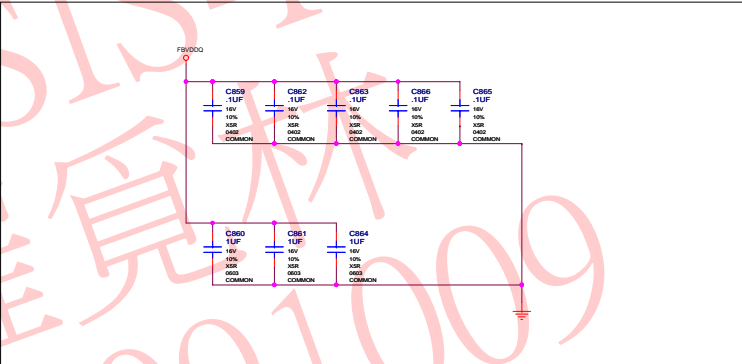 FBVDDQ
C859 C862 C863 C866 C865
.1UF .1UF .1UF .1UF .1UF
16V 16V 16V 16V 16V
10% 10% 10% 10% 10%
X5R X5R X5R X5R X5R
0402 0402 0402 0402 0402
COMMON COMMON COMMON COMMON COMMON
C860 C861 C864
1UF 1UF 1UF
16V 16V 16V
10% 10% 10%
X5R X5R X5R
0603 0603 0603
COMMON COMMON COMMON
覓林